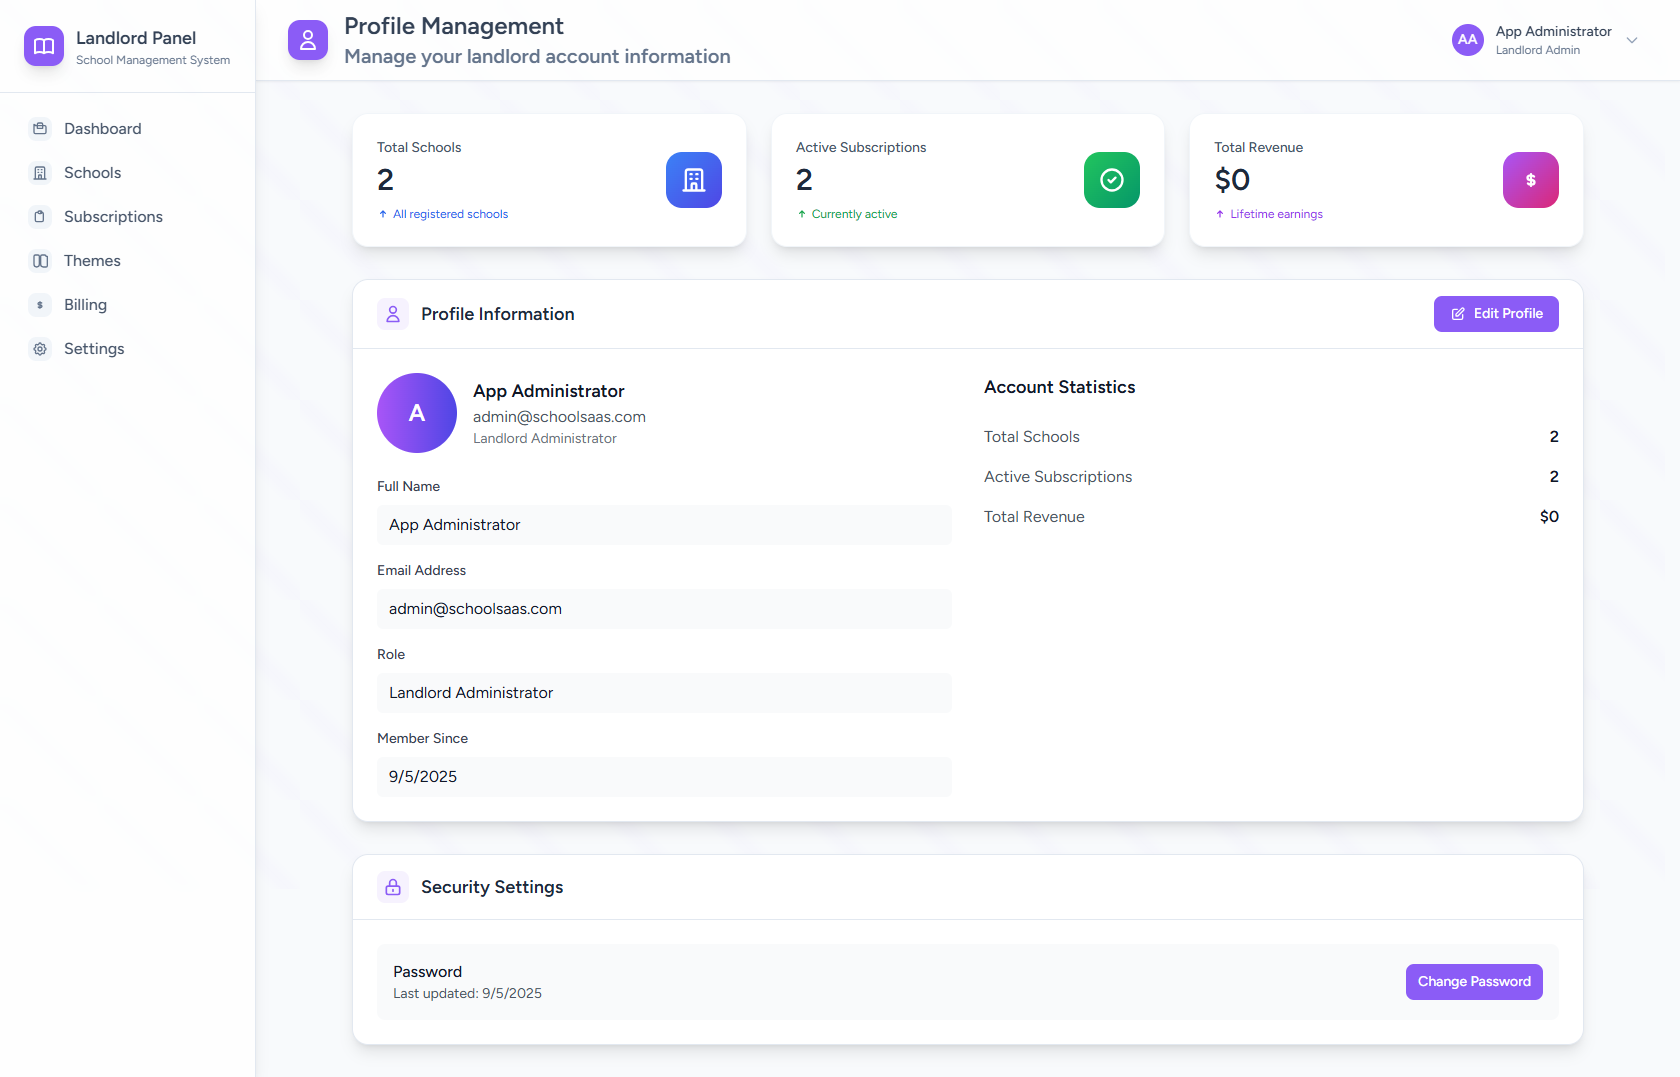 Landlord Panel
School Management System
Dashboard
Schools
Subscriptions
Themes
$
Billing
Settings
Profile Management
Manage your landlord account information
AA
App Administrator
Landlord Admin
Total Schools
2
All registered schools
Active Subscriptions
2
Currently active
Total Revenue
$0
Lifetime earnings
$
Profile Information
Edit Profile
A
App Administrator
admin@schoolsaas.com
Landlord Administrator
Full Name
App Administrator
Email Address
admin@schoolsaas.com
Role
Landlord Administrator
Member Since
9/5/2025
Account Statistics
Total Schools 2
Active Subscriptions 2
Total Revenue $0
Security Settings
Password
Last updated: 9/5/2025
Change Password